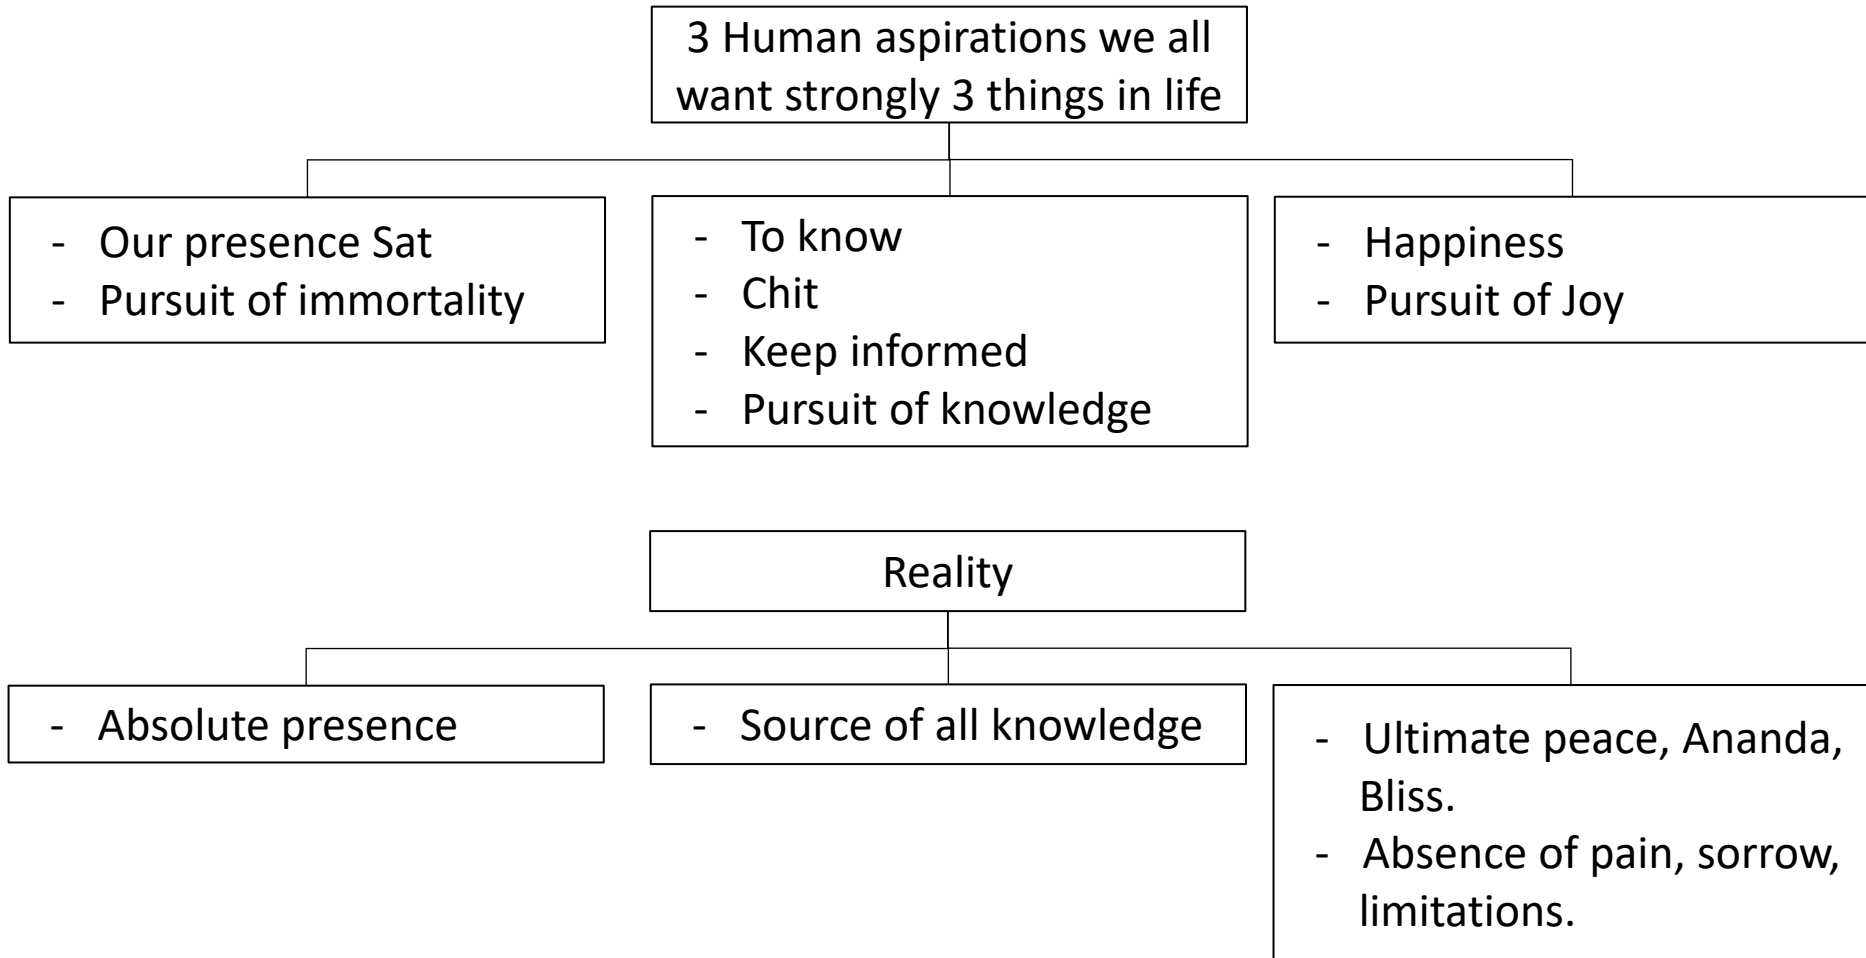 3 Human aspirations we all
want strongly 3 things in life
- Our presence Sat
- Pursuit of immortality
- To know
- Chit
- Keep informed
- Pursuit of knowledge
- Happiness
- Pursuit of Joy
Reality
- Absolute presence
- Source of all knowledge
- Ultimate peace, Ananda,
Bliss.
- Absence of pain, sorrow,
limitations.